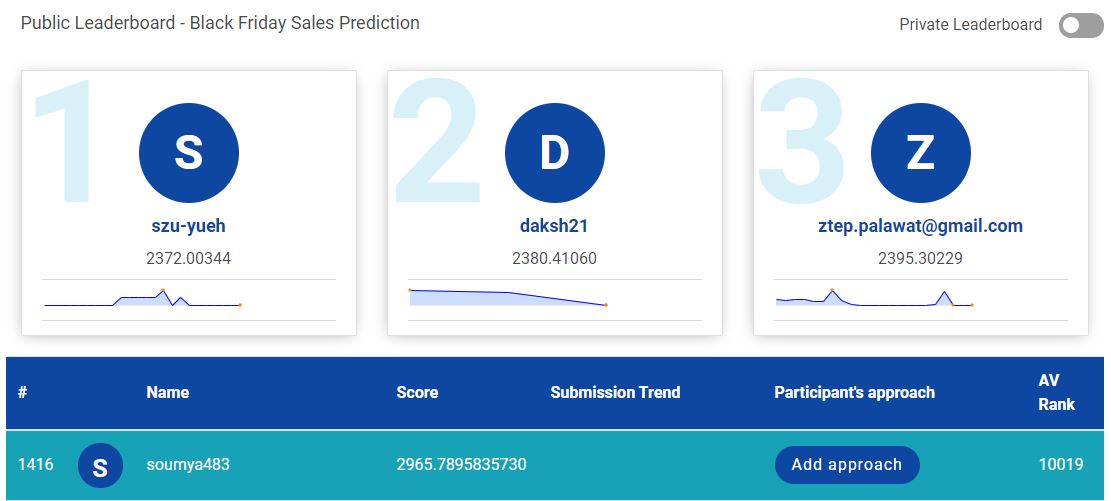 Public Leaderboard - Black Friday Sales Prediction
Private Leaderboard
1
S
szu-yueh
2372.00344
2
D
daksh21
2380.41060
3
Z
ztep.palawat@gmail.com
2395.30229
# Name Score Submission Trend Participant's approach AV Rank
1416 S soumya483 2965.7895835730 Add approach 10019